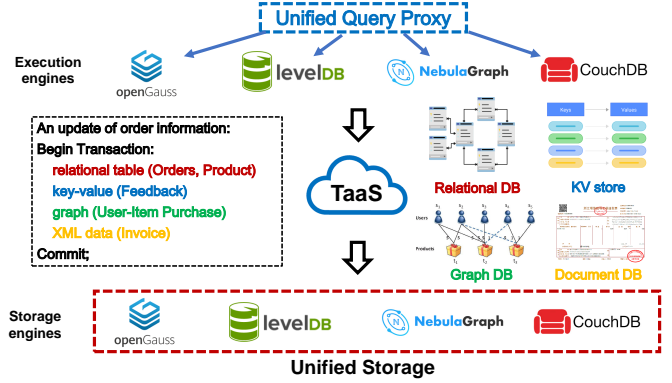 Unified Query Proxy
Execution
engines
openGauss
levelDB
NebulaGraph
CouchDB
An update of order information:
Begin Transaction:
relational table (Orders, Product)
key-value (Feedback)
graph (User-Item Purchase)
XML data (Invoice)
Commit;
TaaS
Relational DB
Keys
Values
KV store
Users
Products
Graph DB
Document DB
Storage
engines
openGauss
levelDB
NebulaGraph
CouchDB
Unified Storage